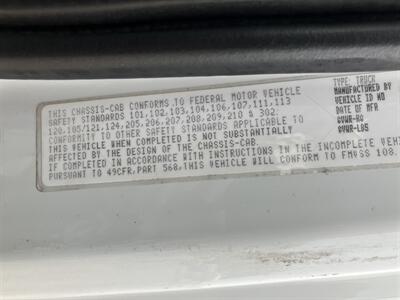 THIS CHASSIS-CAB CONFORMS TO FEDERAL MOTOR VEHICLE
SAFETY STANDARDS 101,102,103,104,106,107,111,113
120,105/121,124,205,206,207,208,209,210 & 302.
CONFORMITY TO OTHER SAFETY STANDARDS APPLICABLE TO
THIS VEHICLE WHEN COMPLETED IS NOT SUBSTANTIALLY
AFFECTED BY THE DESIGN OF THE CHASSIS-CAB.
IF COMPLETED IN ACCORDANCE WITH INSTRUCTIONS IN THE INCOMPLETE VEHI
PURSUANT TO 49CFR,PART 568,THIS VEHICLE WILL CONFORM TO FMVSS 108.
TYPE: TRUCK
MANUFACTURED BY
VEHICLE ID NO
DATE OF MFR
GVWR-KG
GVWR-LBS